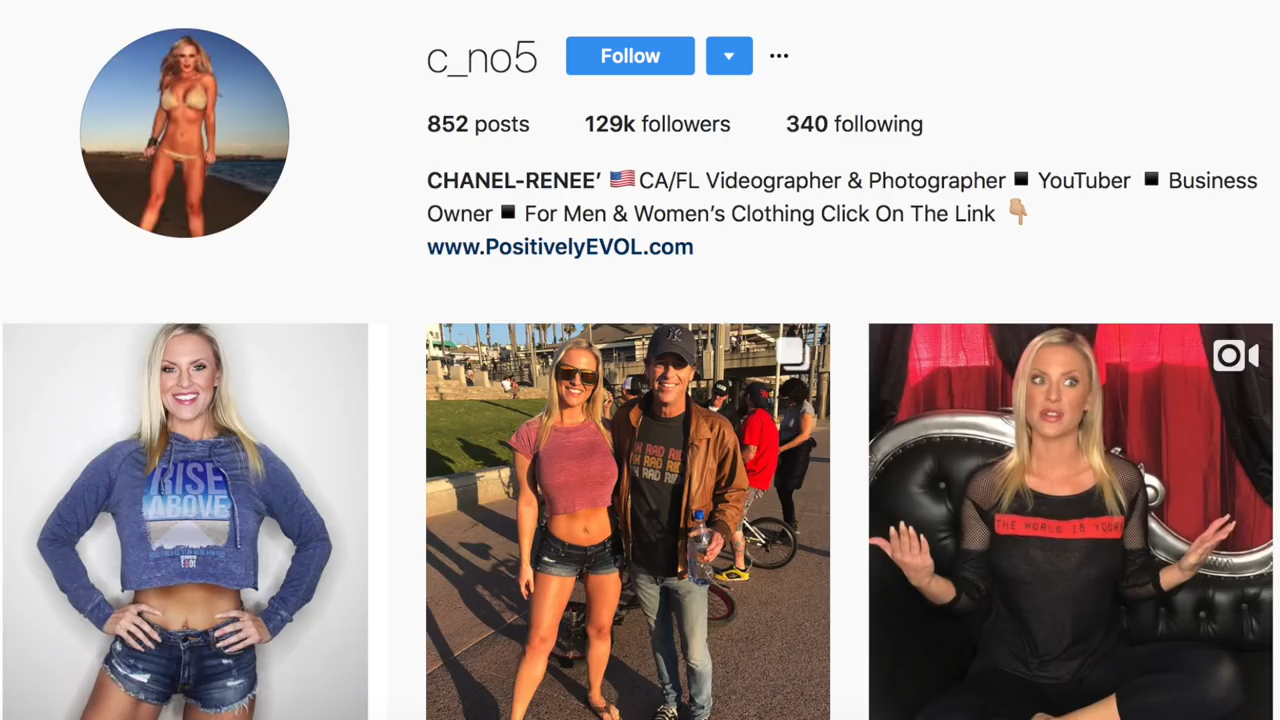 c_no5
Follow
852 posts 129k followers 340 following
CHANEL-RENEE’ 🇺🇸CA/FL Videographer & Photographer ◾ YouTuber ◾ Business
Owner ◾ For Men & Women’s Clothing Click On The Link 👇🏼
www.PositivelyEVOL.com
RISE
ABOVE
THE WORLD IS YOURS